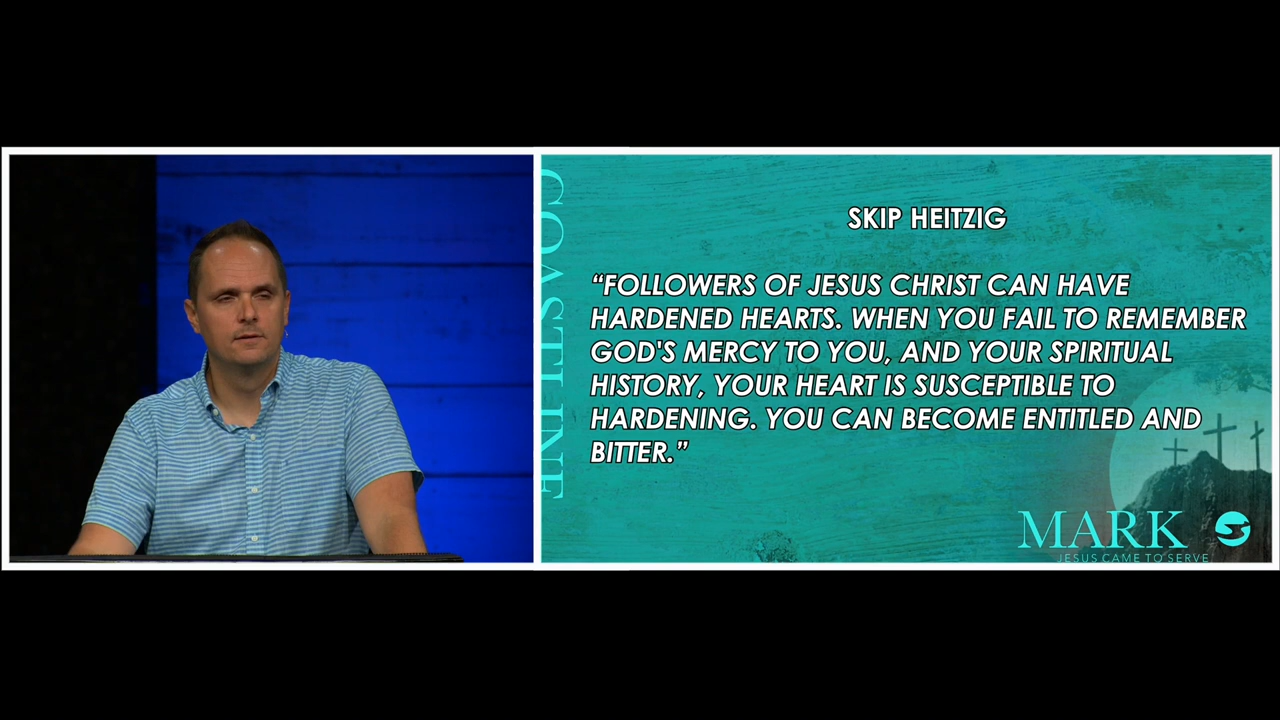 COASTLINE
SKIP HEITZIG
“FOLLOWERS OF JESUS CHRIST CAN HAVE
HARDENED HEARTS. WHEN YOU FAIL TO REMEMBER
GOD'S MERCY TO YOU, AND YOUR SPIRITUAL
HISTORY, YOUR HEART IS SUSCEPTIBLE TO
HARDENING. YOU CAN BECOME ENTITLED AND
BITTER.”
MARK
JESUS CAME TO SERVE